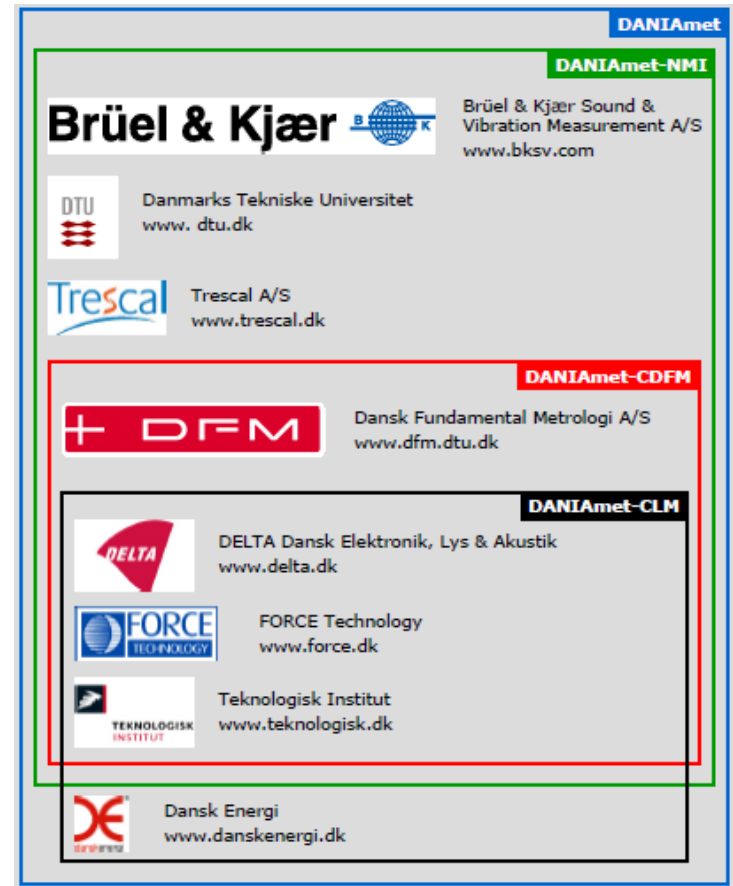 DANIAmet
DANIAmet-NMI
Brüel & Kjær B K
Brüel & Kjær Sound &
Vibration Measurement A/S
www.bksv.com
DTU
Danmarks Tekniske Universitet
www. dtu.dk
Trescal
Trescal A/S
www.trescal.dk
DANIAmet-CDFM
DFM
Dansk Fundamental Metrologi A/S
www.dfm.dtu.dk
DANIAmet-CLM
DELTA
DELTA Dansk Elektronik, Lys & Akustik
www.delta.dk
FORCE
TECHNOLOGY
FORCE Technology
www.force.dk
TEKNOLOGISK
INSTITUT
Teknologisk Institut
www.teknologisk.dk
Dansk Energi
www.danskenergi.dk